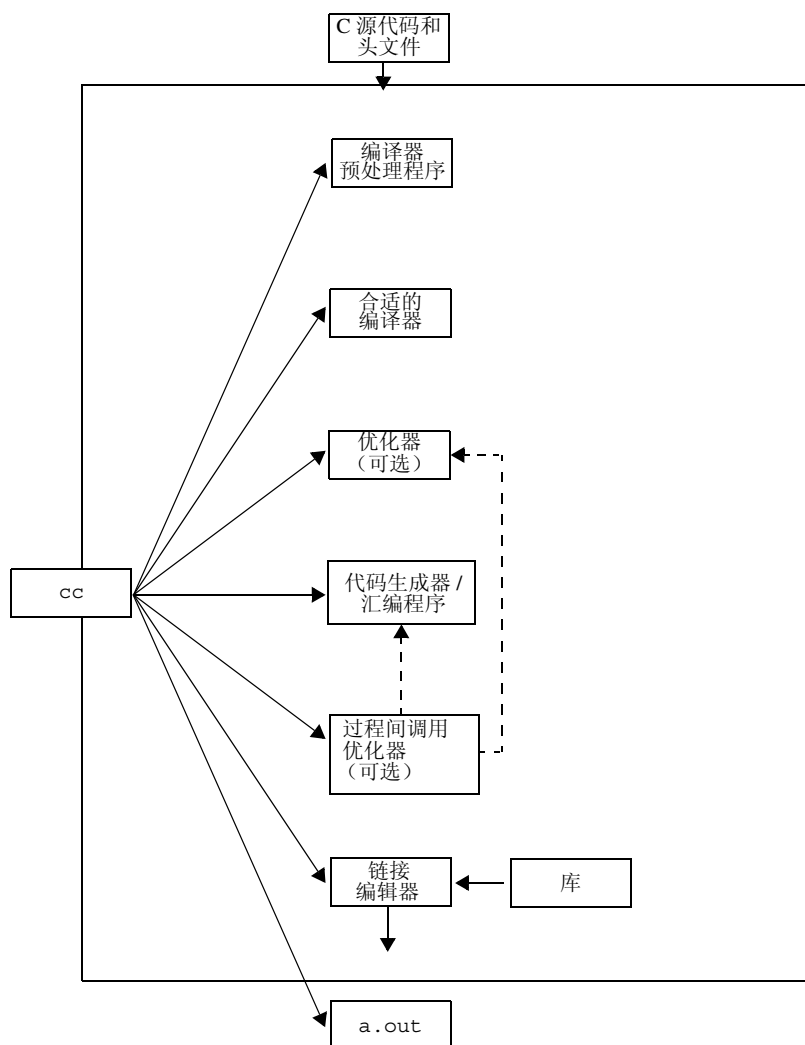 C 源代码和
头文件
编译器
预处理程序
合适的
编译器
优化器
（可选）
cc
代码生成器 /
汇编程序
过程间调用
优化器
（可选）
链接
编辑器
库
a.out